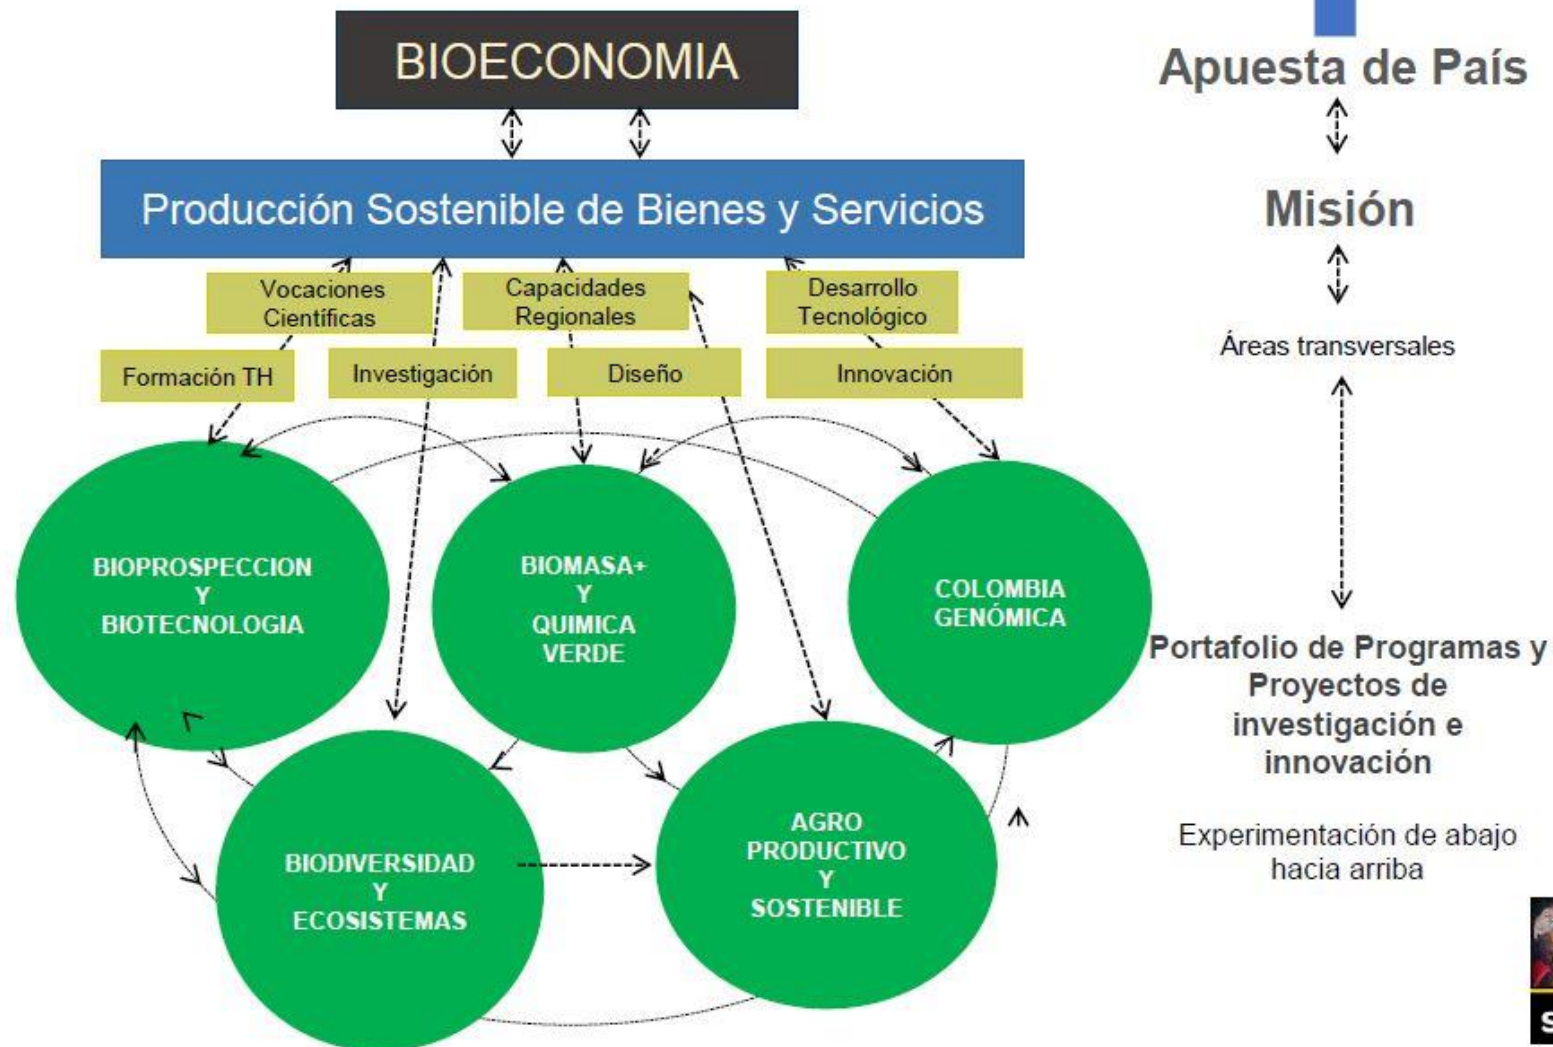 BIOECONOMIA
Apuesta de País
Producción Sostenible de Bienes y Servicios
Misión
Vocaciones
Científicas
Capacidades
Regionales
Desarrollo
Tecnológico
Áreas transversales
Formación TH
Investigación
Diseño
Innovación
BIOPROSPECCION
Y
BIOTECNOLOGIA
BIOMASA+
Y
QUIMICA
VERDE
COLOMBIA
GENÓMICA
Portafolio de Programas y
Proyectos de
investigación e
innovación
BIODIVERSIDAD
Y
ECOSISTEMAS
AGRO
PRODUCTIVO
Y
SOSTENIBLE
Experimentación de abajo
hacia arriba
S